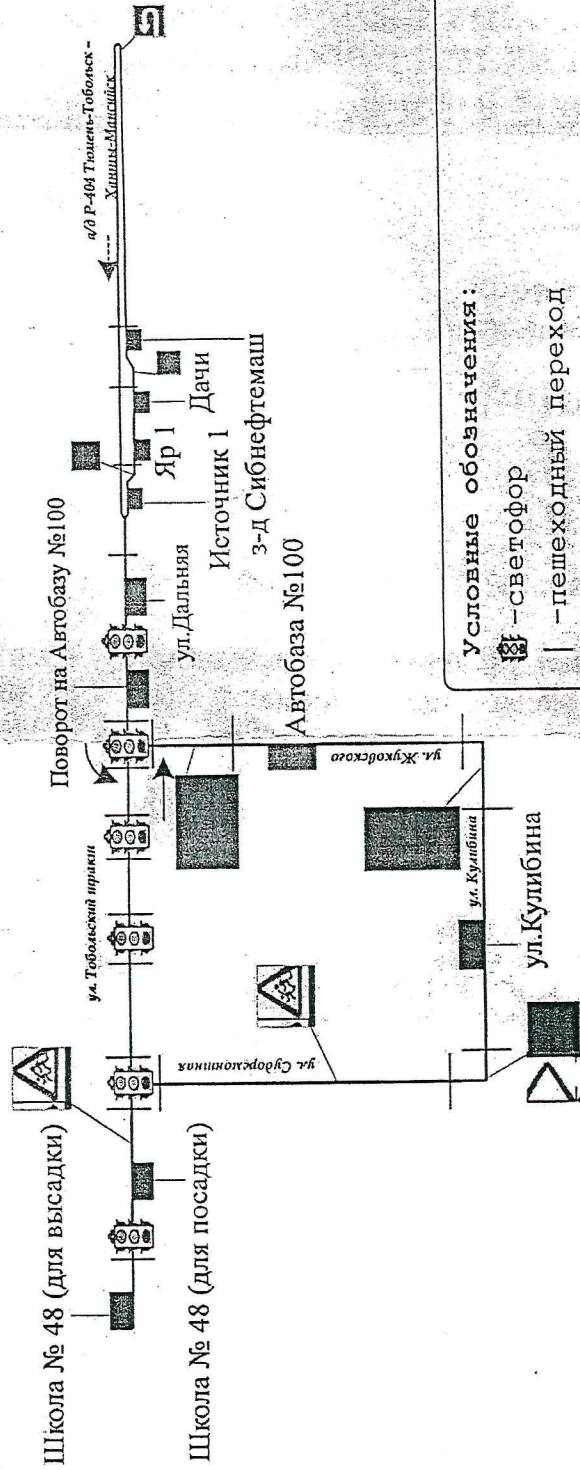 Школа № 48 (для высадки)
Школа № 48 (для посадки)
ул. Тобольский тракт
Поворот на Автобазу №100
ул.Дальняя
Источник 1
з-д Сибнефтемаш
Яр 1
Дачи
а/д Р-404 Тюмень-Тобольск –
Ханты-Мансийск
Автобаза №100
ул. Жуковского
ул. Судоремонтная
ул. Кулибина
ул.Кулибина
Условные обозначения:
–светофор
–пешеходный переход